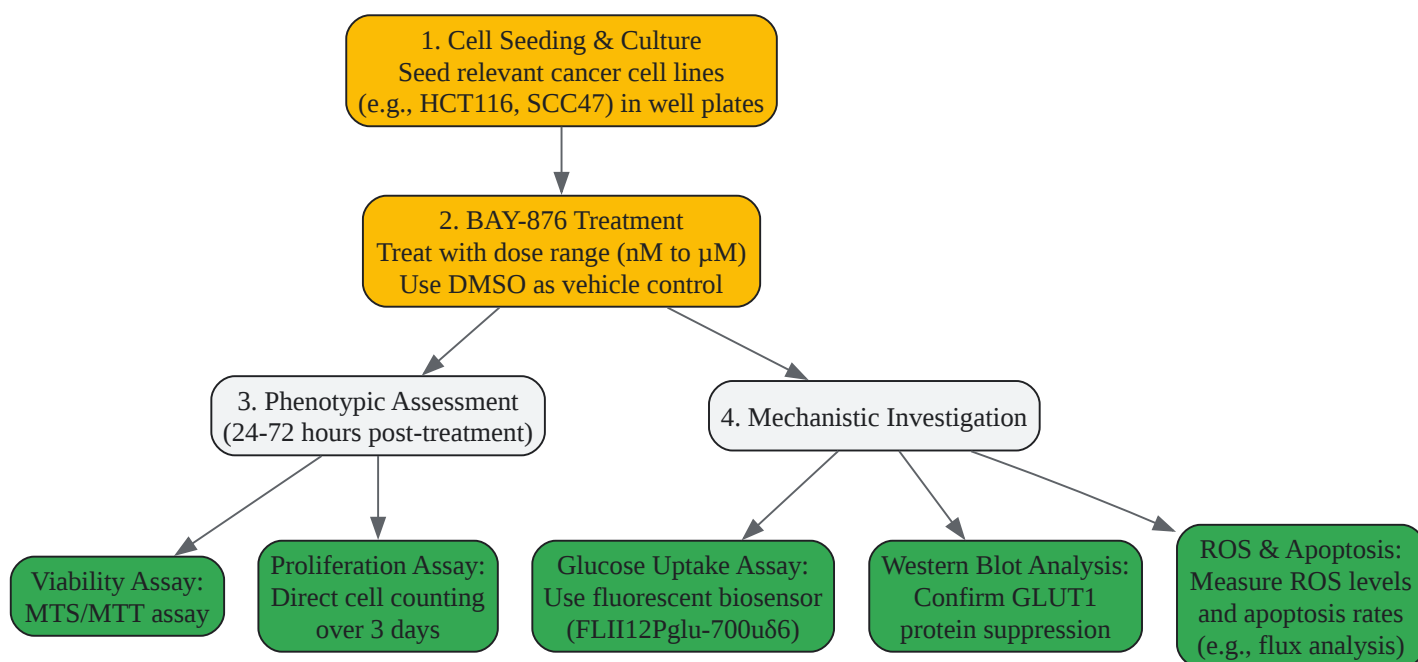 1. Cell Seeding & Culture
Seed relevant cancer cell lines
(e.g., HCT116, SCC47) in well plates
2. BAY-876 Treatment
Treat with dose range (nM to µM)
Use DMSO as vehicle control
3. Phenotypic Assessment
(24-72 hours post-treatment)
4. Mechanistic Investigation
Viability Assay:
MTS/MTT assay
Proliferation Assay:
Direct cell counting
over 3 days
Glucose Uptake Assay:
Use fluorescent biosensor
(FLII12Pglu-700uδ6)
Western Blot Analysis:
Confirm GLUT1
protein suppression
ROS & Apoptosis:
Measure ROS levels
and apoptosis rates
(e.g., flux analysis)